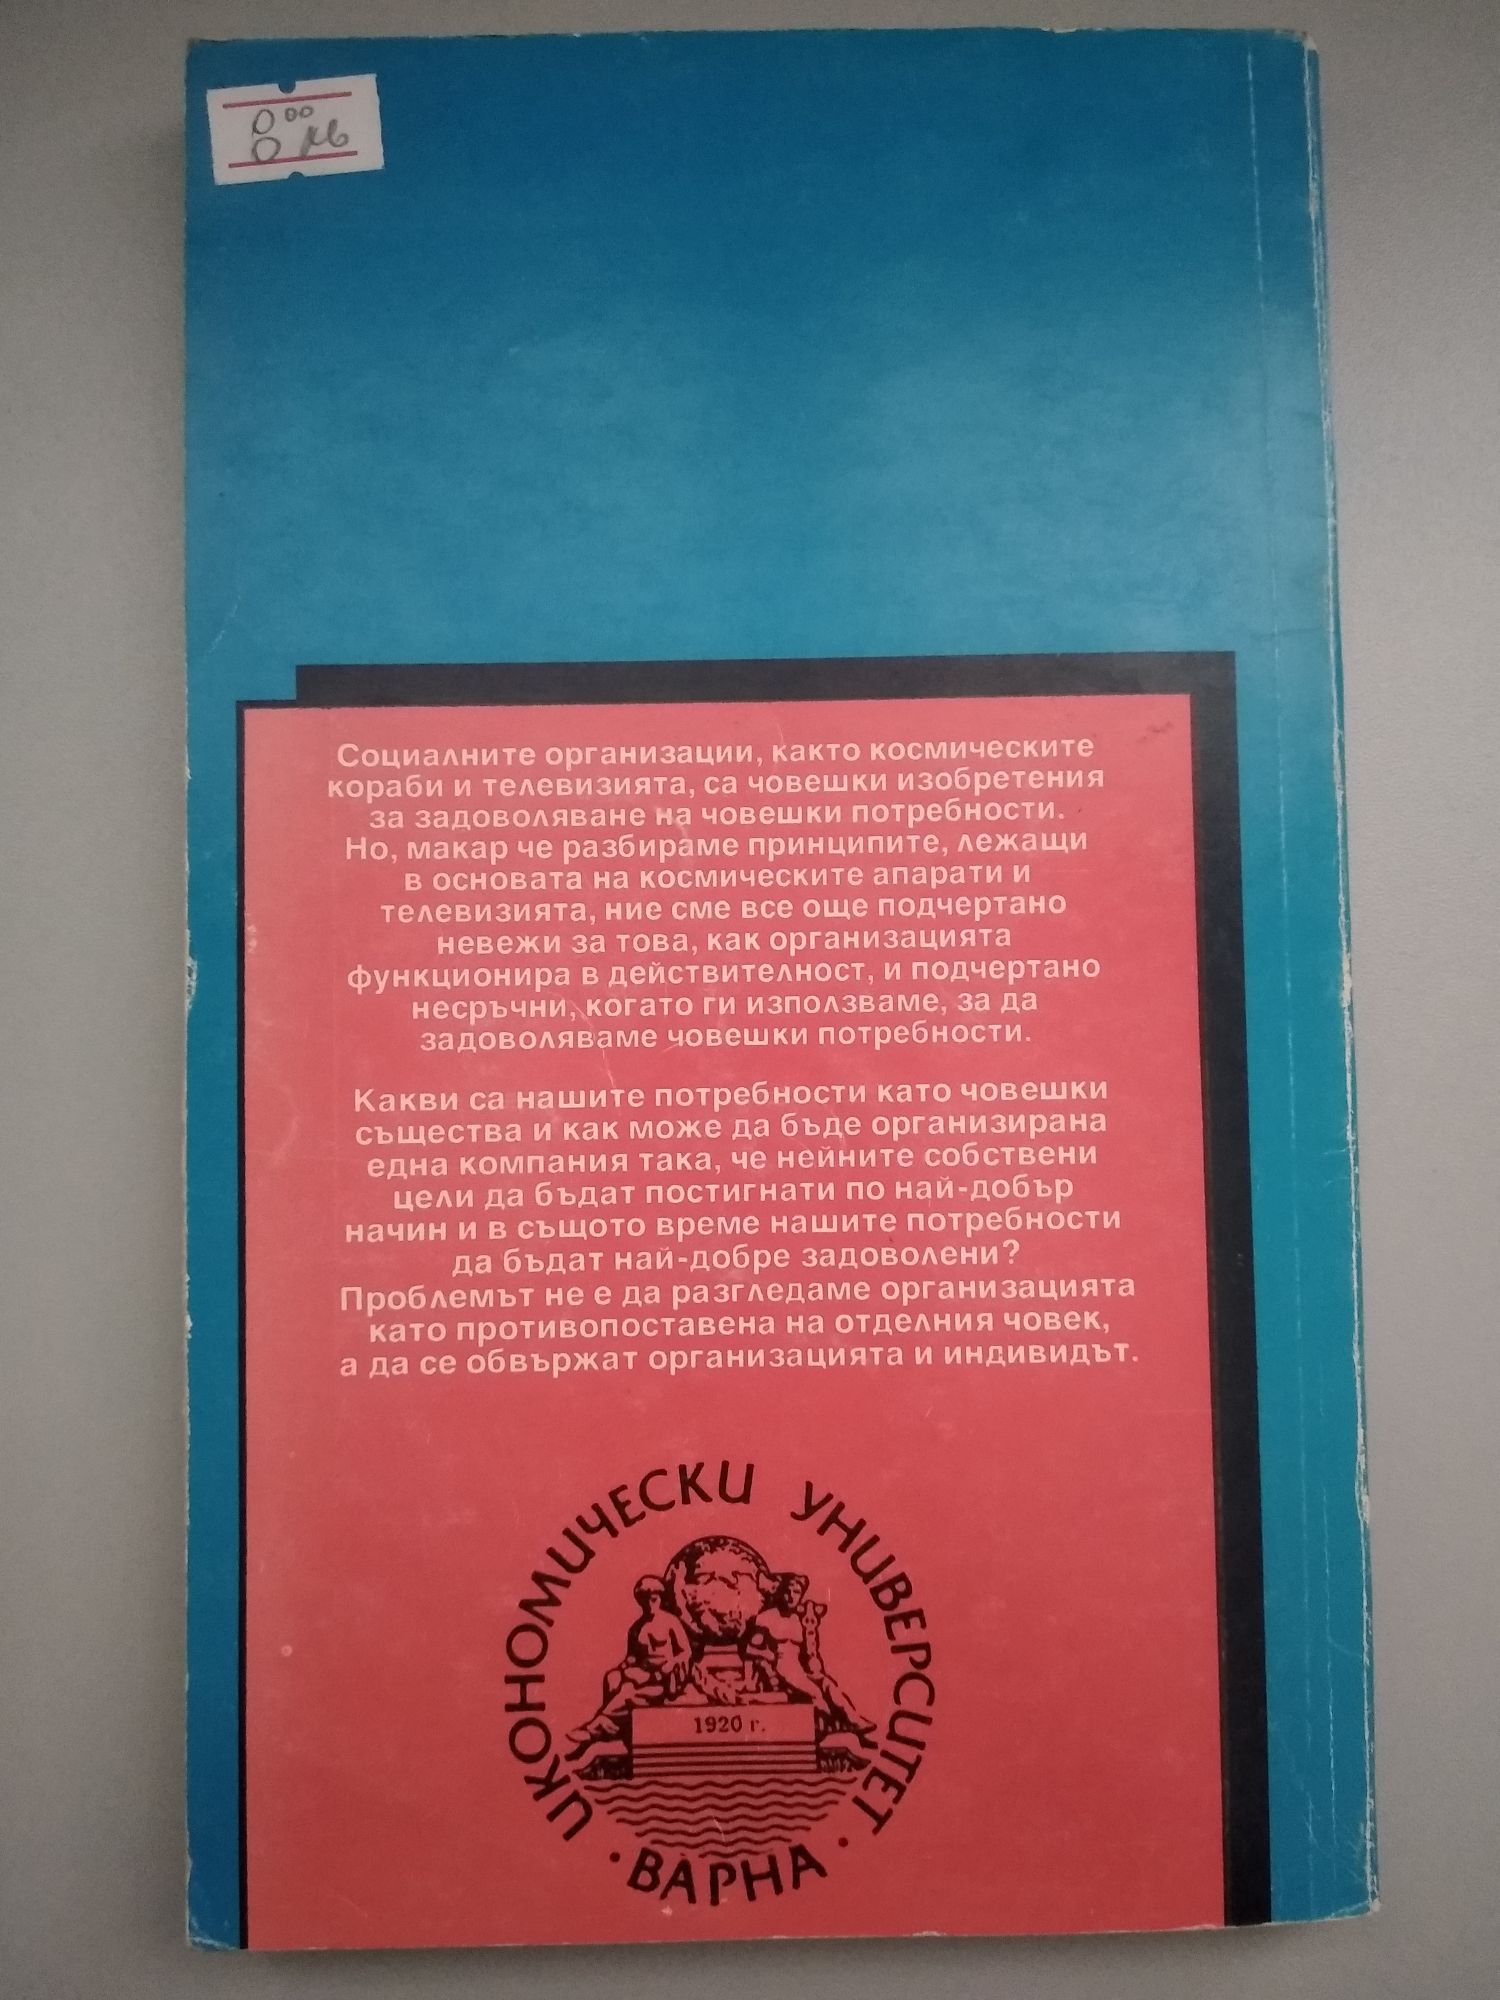 8 00 лв
Социалните организации, както космическите
кораби и телевизията, са човешки изобретения
за задоволяване на човешки потребности.
Но, макар че разбираме принципите, лежащи
в основата на космическите апарати и
телевизията, ние сме все още подчертано
невежи за това, как организацията
функционира в действителност, и подчертано
несръчни, когато ги използваме, за да
задоволяваме човешки потребности.
Какви са нашите потребности като човешки
същества и как може да бъде организирана
една компания така, че нейните собствени
цели да бъдат постигнати по най-добър
начин и в същото време нашите потребности
да бъдат най-добре задоволени?
Проблемът не е да разгледаме организацията
като противопоставена на отделния човек,
а да се обвържат организацията и индивидът.
ИКОНОМИЧЕСКИ УНИВЕРСИТЕТ
1920 г.
· ВАРНА ·